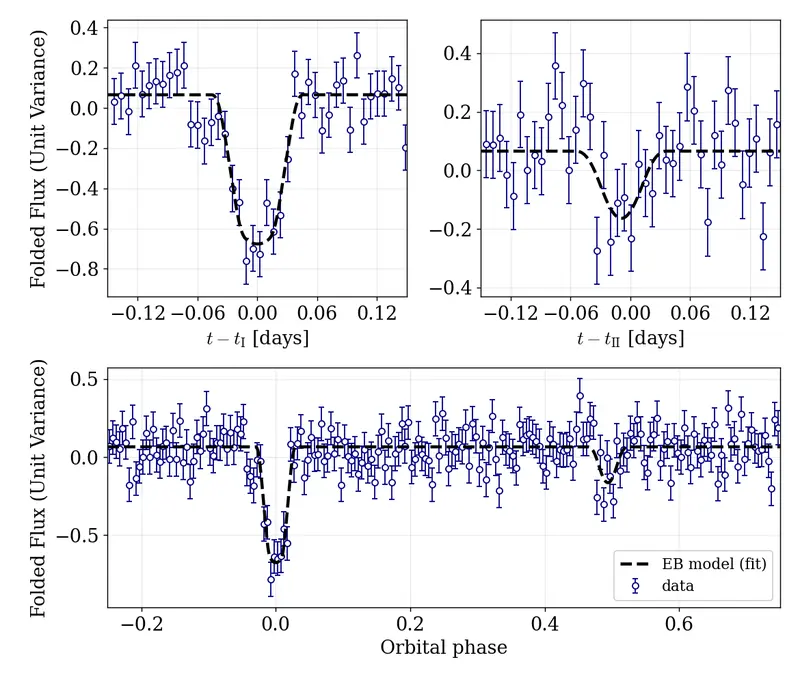 Folded Flux (Unit Variance)
0.4
0.2
0.0
−0.2
−0.4
−0.6
−0.8
−0.12 −0.06 0.00 0.06 0.12
t − tI [days]
0.4
0.2
0.0
−0.2
−0.4
−0.12 −0.06 0.00 0.06 0.12
t − tII [days]
Folded Flux (Unit Variance)
0.5
0.0
−0.5
EB model (fit)
data
−0.2 0.0 0.2 0.4 0.6
Orbital phase